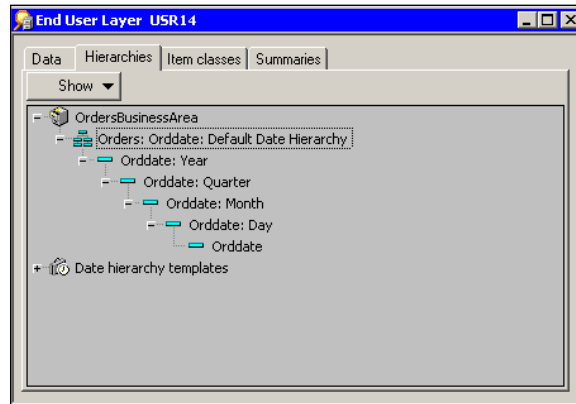 End User Layer USR14
Data Hierarchies Item classes Summaries
Show
OrdersBusinessArea
Orders: Orddate: Default Date Hierarchy
Orddate: Year
Orddate: Quarter
Orddate: Month
Orddate: Day
Orddate
Date hierarchy templates